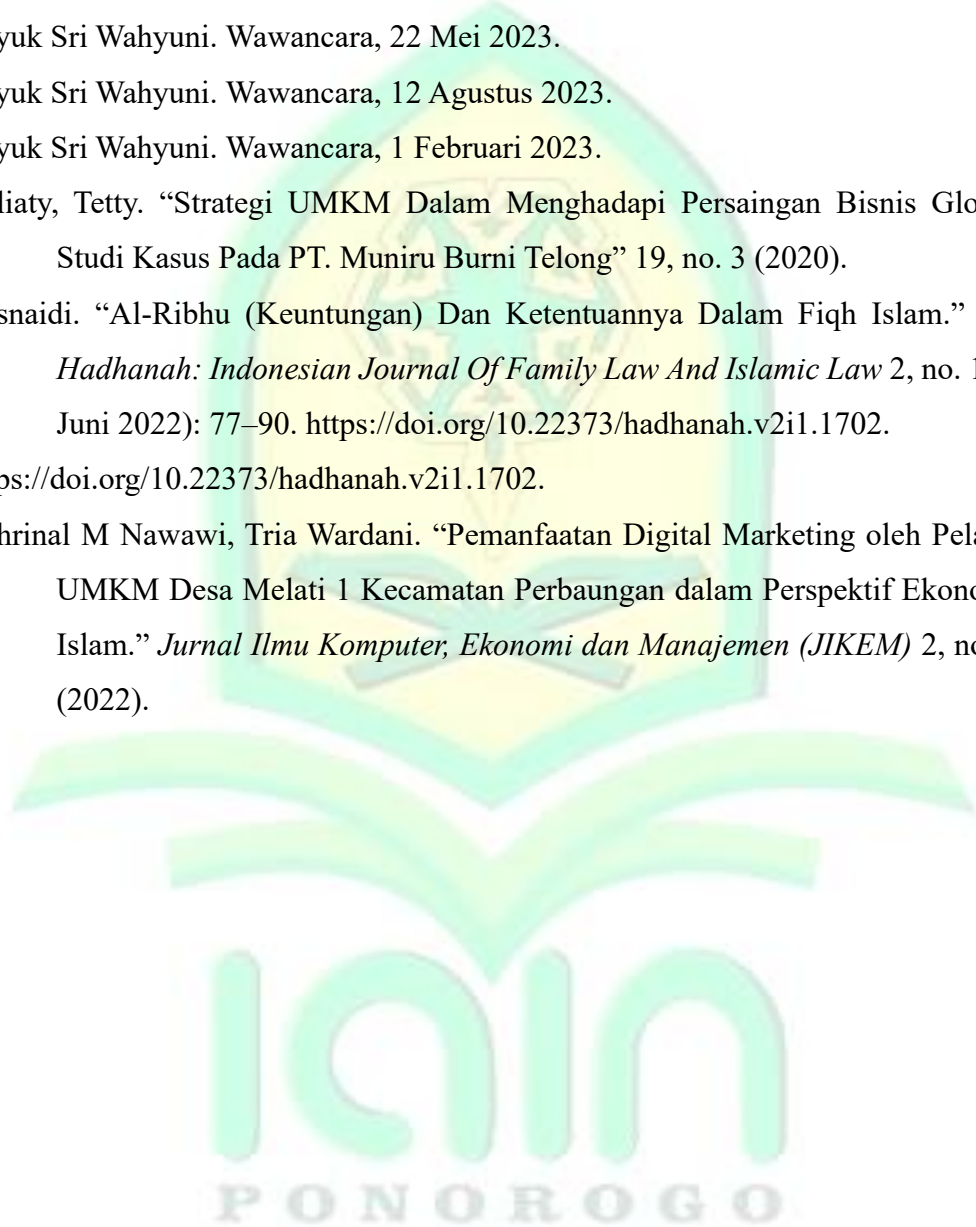 yuk Sri Wahyuni. Wawancara, 22 Mei 2023.
yuk Sri Wahyuni. Wawancara, 12 Agustus 2023.
yuk Sri Wahyuni. Wawancara, 1 Februari 2023.
liaty, Tetty. “Strategi UMKM Dalam Menghadapi Persaingan Bisnis Glo
Studi Kasus Pada PT. Muniru Burni Telong” 19, no. 3 (2020).
snaidi. “Al-Ribhu (Keuntungan) Dan Ketentuannya Dalam Fiqh Islam.”
Hadhanah: Indonesian Journal Of Family Law And Islamic Law 2, no. 1
Juni 2022): 77–90. https://doi.org/10.22373/hadhanah.v2i1.1702.
ps://doi.org/10.22373/hadhanah.v2i1.1702.
hrinal M Nawawi, Tria Wardani. “Pemanfaatan Digital Marketing oleh Pela
UMKM Desa Melati 1 Kecamatan Perbaungan dalam Perspektif Ekono
Islam.” Jurnal Ilmu Komputer, Ekonomi dan Manajemen (JIKEM) 2, no
(2022).
iain
PONOROGO